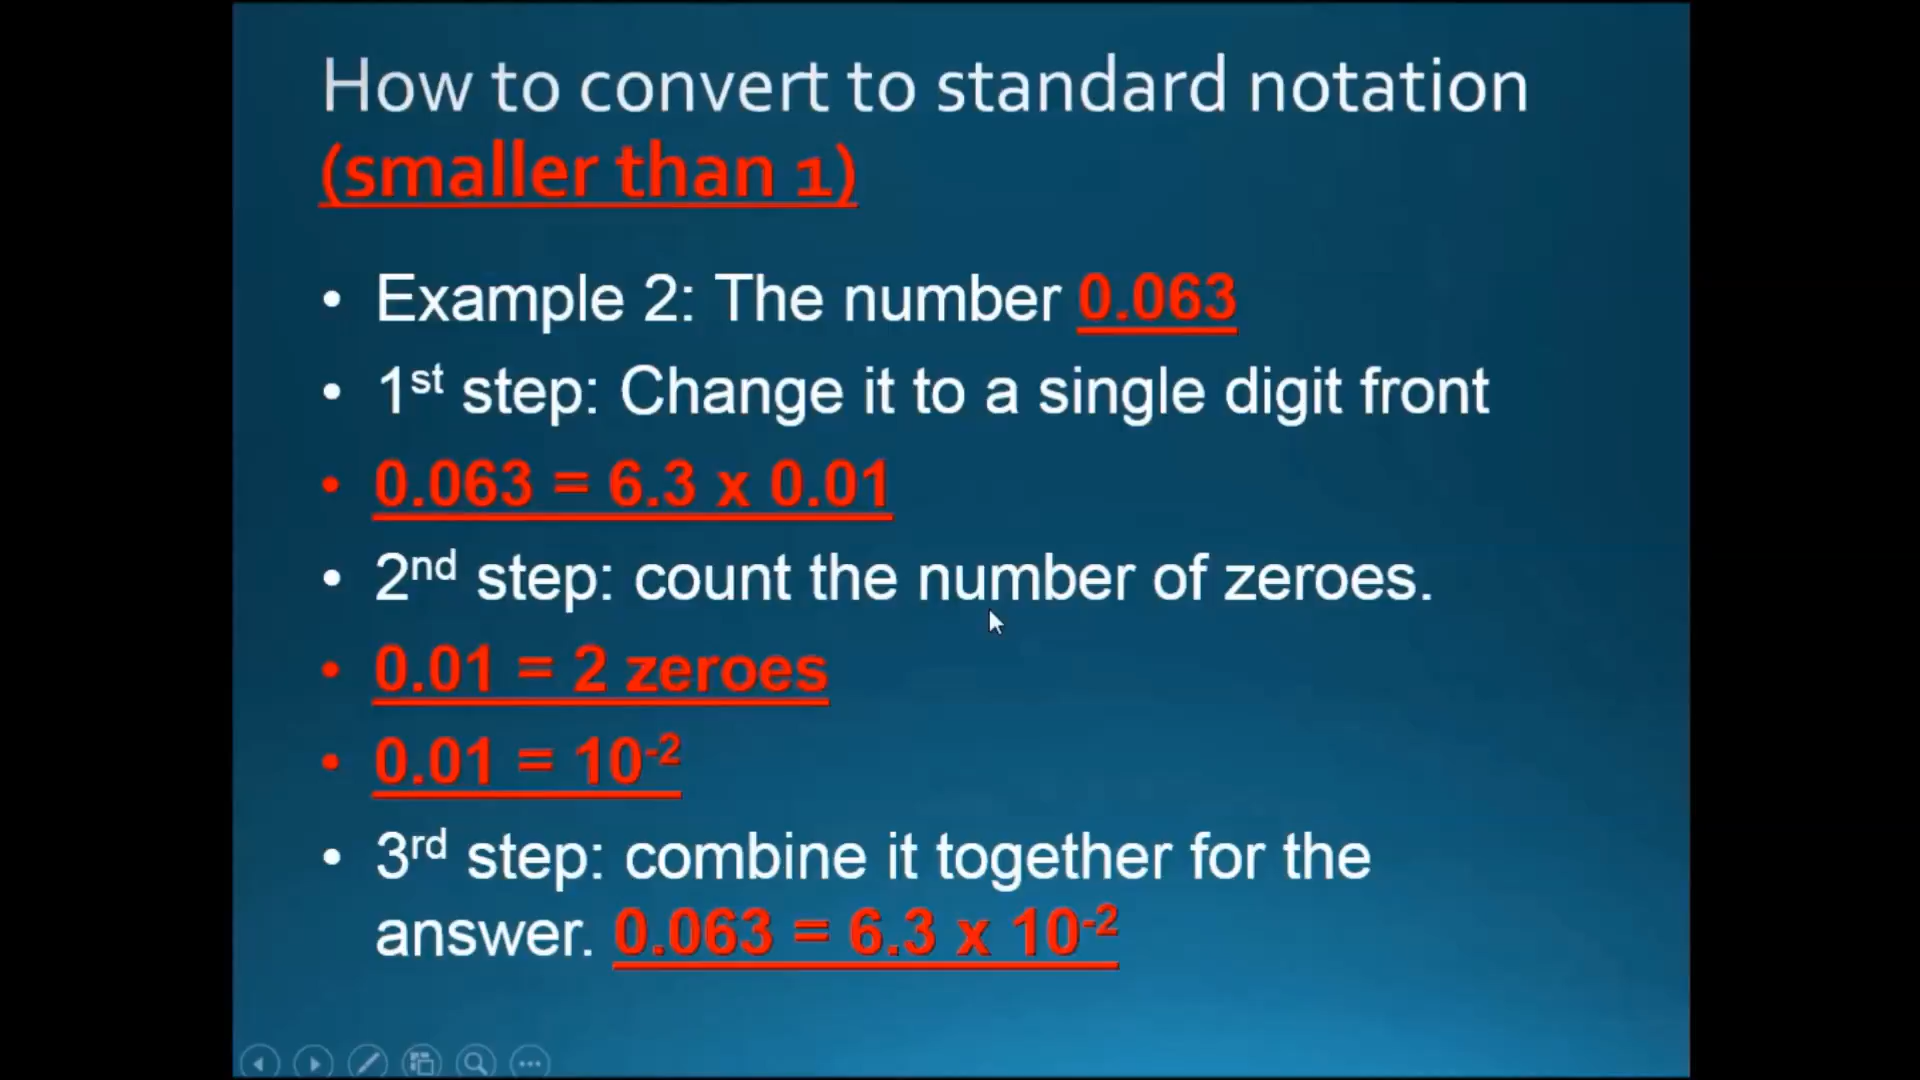 How to convert to standard notation
(smaller than 1)
• Example 2: The number 0.063
• 1st step: Change it to a single digit front
• 0.063 = 6.3 x 0.01
• 2nd step: count the number of zeroes.
• 0.01 = 2 zeroes
• 0.01 = 10⁻²
• 3rd step: combine it together for the
answer. 0.063 = 6.3 x 10⁻²